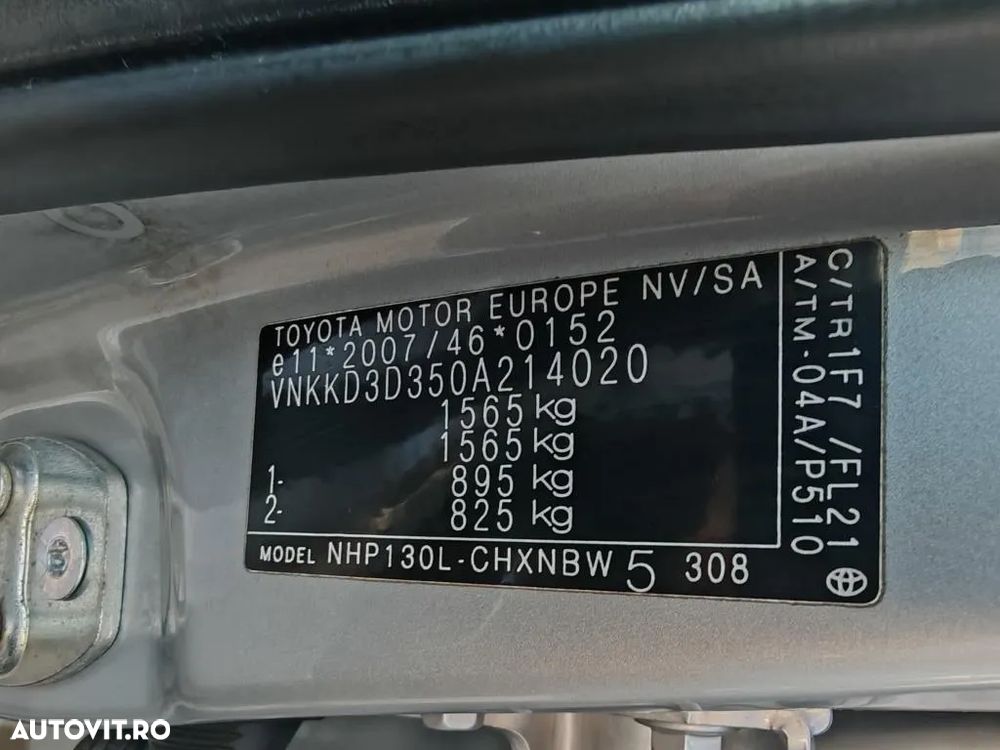 TOYOTA MOTOR EUROPE NV/SA
e11*2007/46*0152
VNKKD3D350A214020
1565 kg
1565 kg
1- 895 kg
2- 825 kg
MODEL NHP130L-CHXNBW 5 308
C/TR1F7 /FL21
A/TM-04A/P510
AUTOVIT.RO